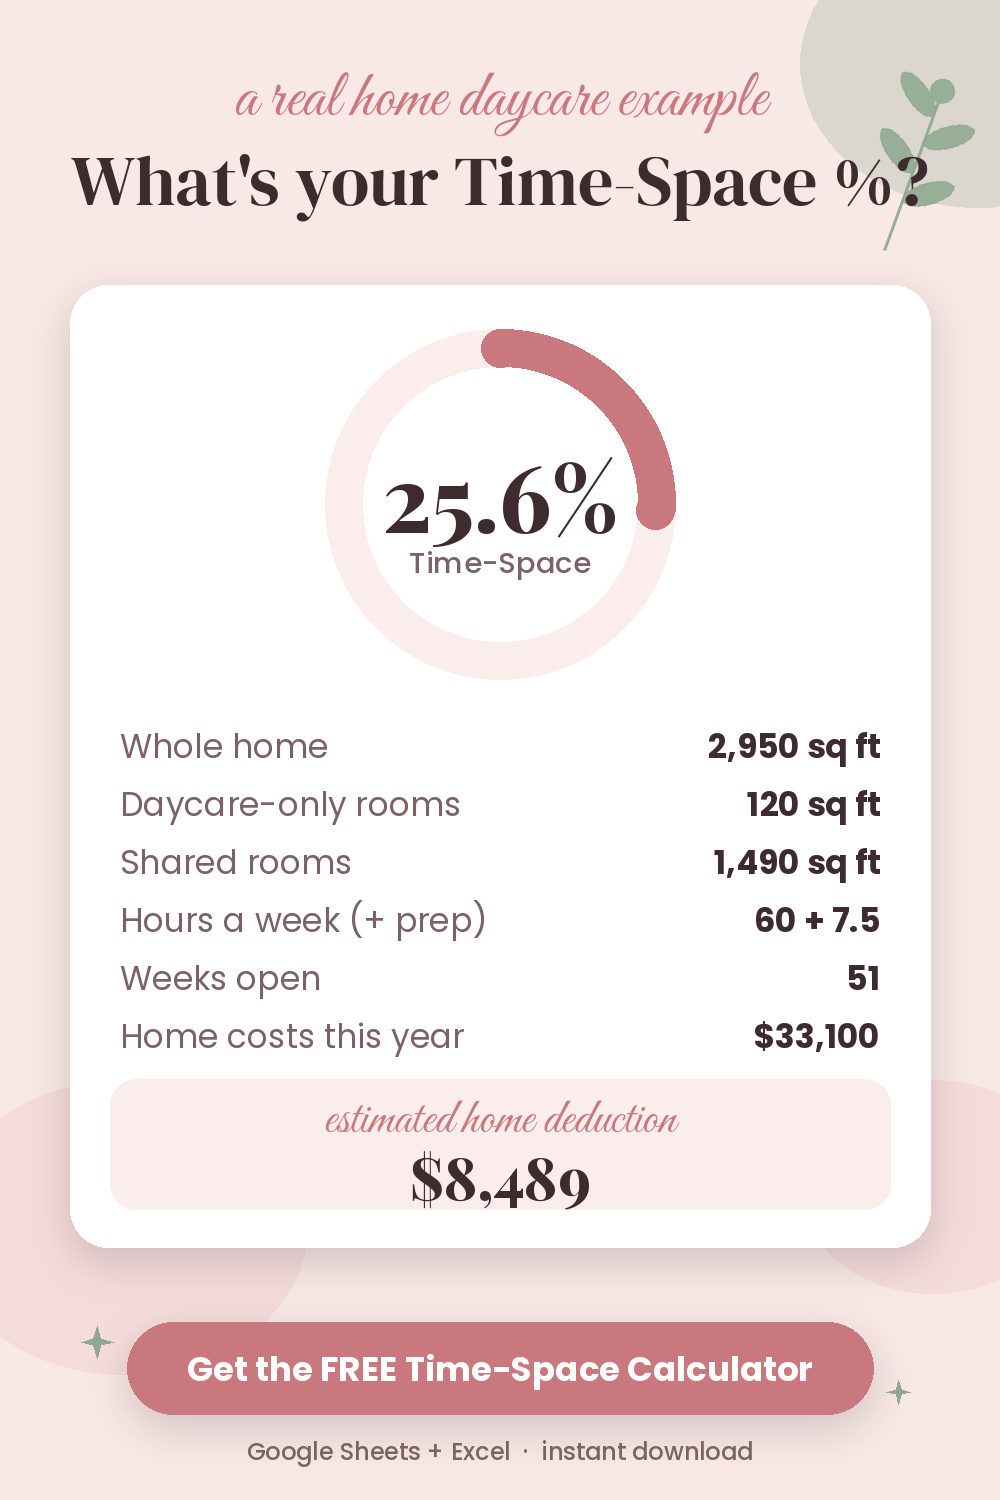 a real home daycare example
What's your Time-Space %?
25.6%
Time-Space
Whole home 2,950 sq ft
Daycare-only rooms 120 sq ft
Shared rooms 1,490 sq ft
Hours a week (+ prep) 60 + 7.5
Weeks open 51
Home costs this year $33,100
estimated home deduction
$8,489
Get the FREE Time-Space Calculator
Google Sheets + Excel · instant download